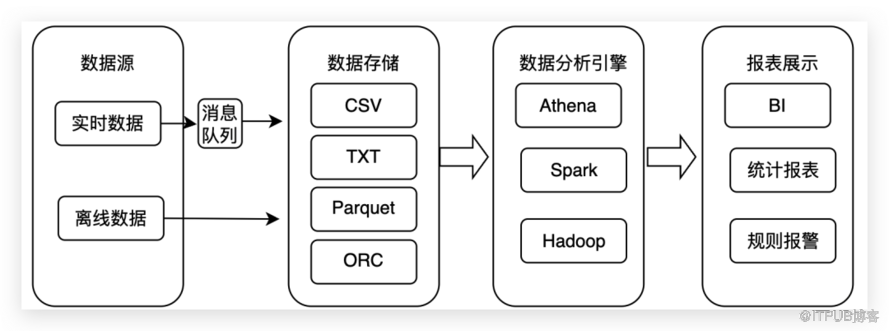 数据源
实时数据
离线数据
消息
队列
数据存储
CSV
TXT
Parquet
ORC
数据分析引擎
Athena
Spark
Hadoop
报表展示
BI
统计报表
规则报警
@ITPUB博客